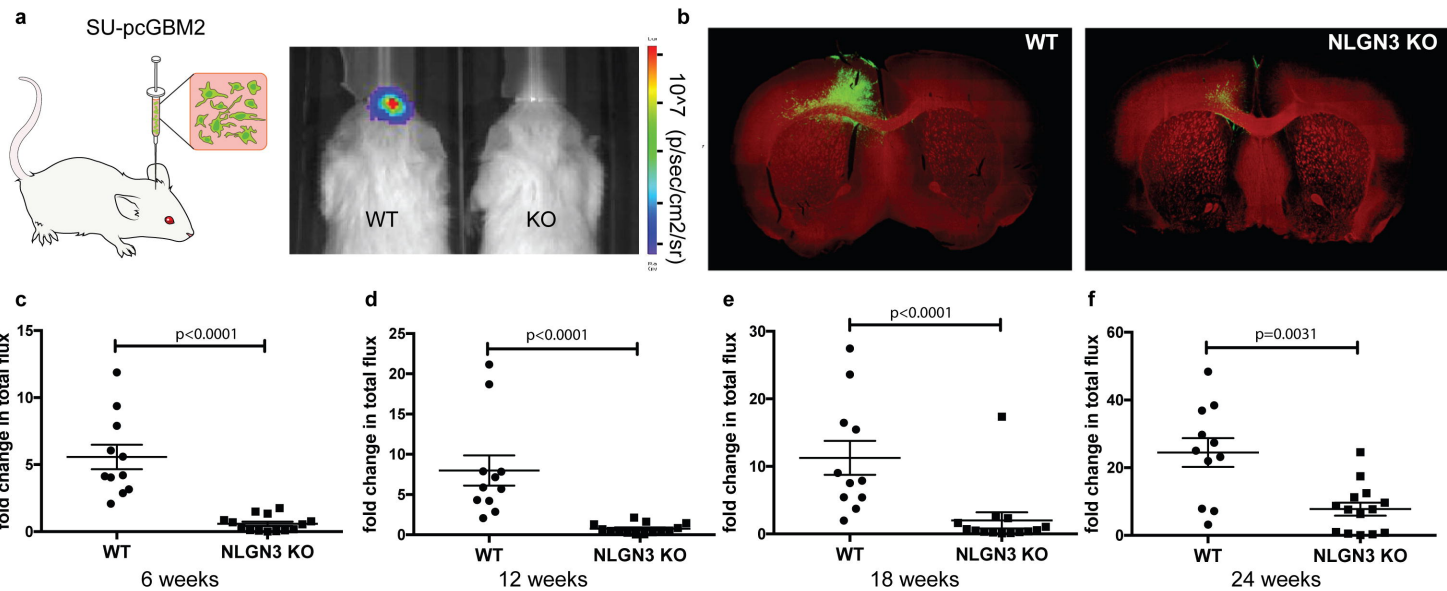 a
SU-pcGBM2
WT
KO
10^7 (p/sec/cm2/sr)
b
WT
NLGN3 KO
c
fold change in total flux
15
10
5
0
p<0.0001
WT
NLGN3 KO
6 weeks
d
fold change in total flux
25
20
15
10
5
0
p<0.0001
WT
NLGN3 KO
12 weeks
e
fold change in total flux
30
20
10
0
p<0.0001
WT
NLGN3 KO
18 weeks
f
fold change in total flux
60
40
20
0
p=0.0031
WT
NLGN3 KO
24 weeks